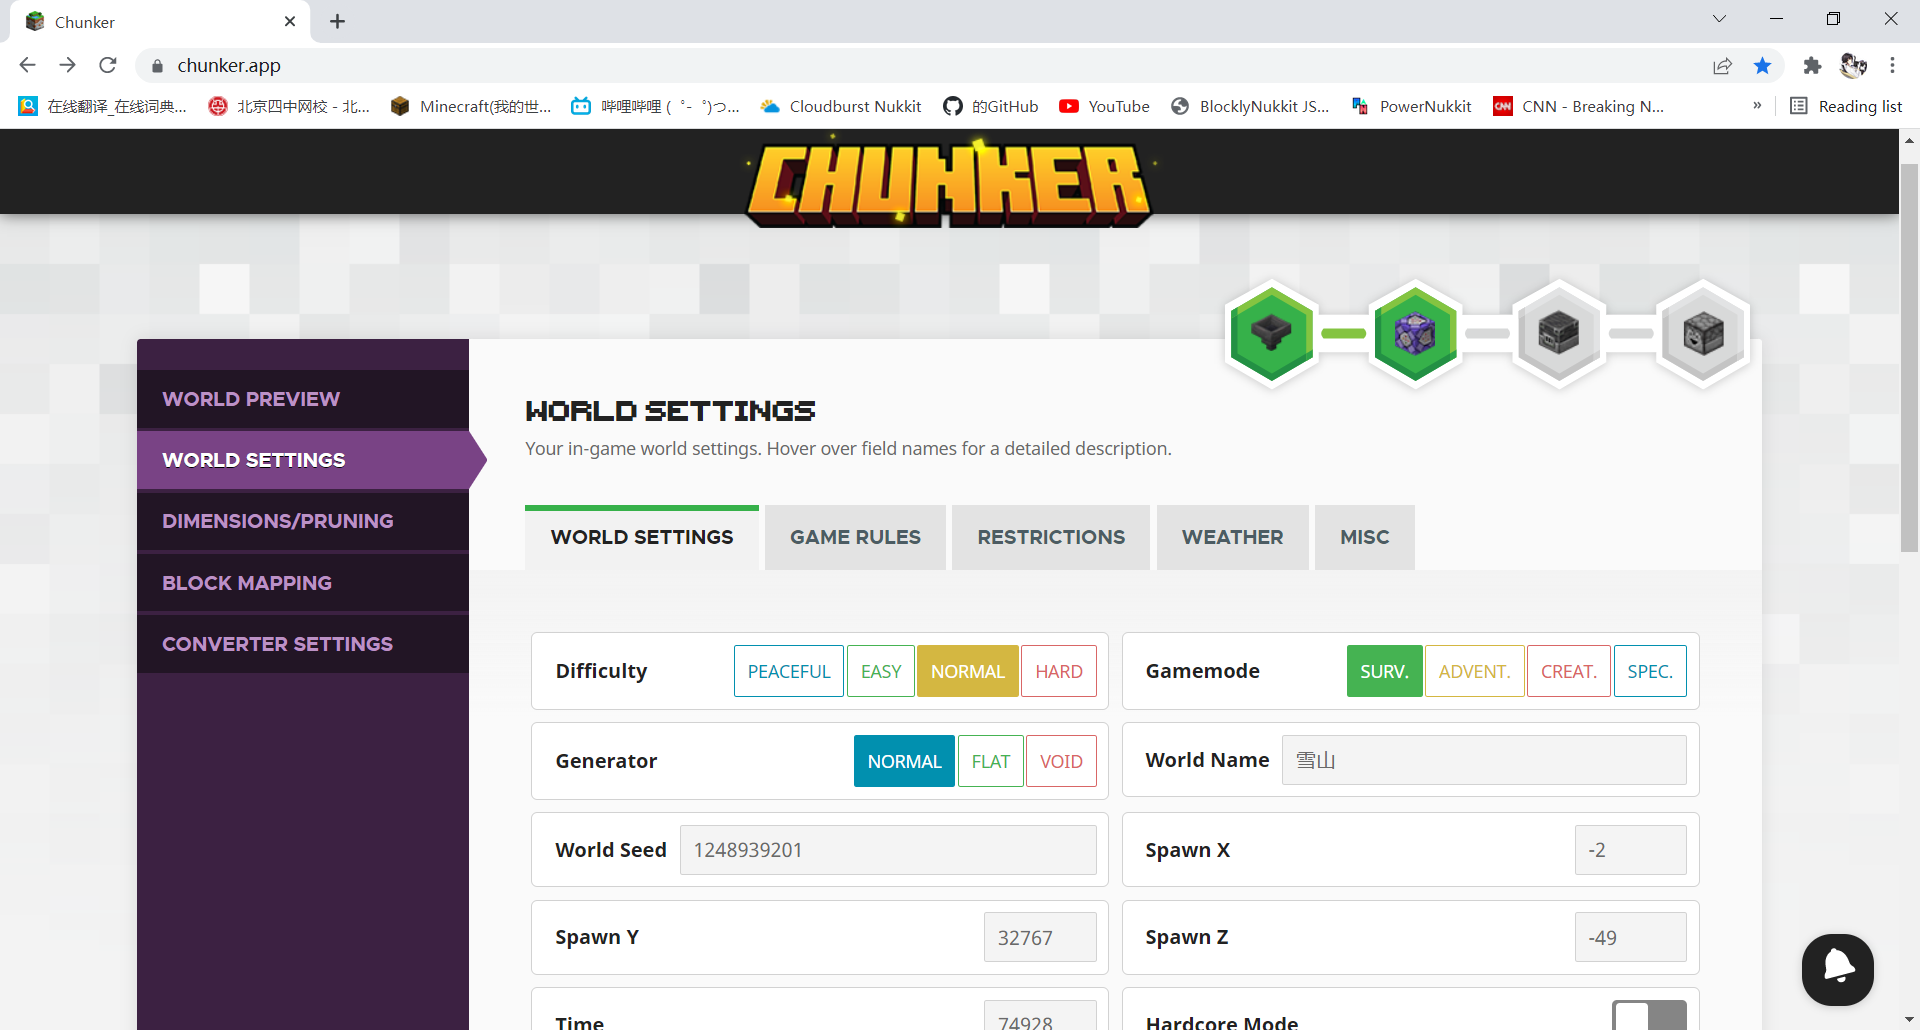 Chunker
chunker.app
在线翻译_在线词典...
北京四中网校 - 北...
Minecraft(我的世...
哔哩哔哩 ( ゜- ゜)つ...
Cloudburst Nukkit
的GitHub
YouTube
BlocklyNukkit JS...
PowerNukkit
CNN - Breaking N...
»
Reading list
CHUNKER
WORLD PREVIEW
WORLD SETTINGS
DIMENSIONS/PRUNING
BLOCK MAPPING
CONVERTER SETTINGS
WORLD SETTINGS
Your in-game world settings. Hover over field names for a detailed description.
WORLD SETTINGS
GAME RULES
RESTRICTIONS
WEATHER
MISC
Difficulty
PEACEFUL
EASY
NORMAL
HARD
Gamemode
SURV.
ADVENT.
CREAT.
SPEC.
Generator
NORMAL
FLAT
VOID
World Name
雪山
World Seed
1248939201
Spawn X
-2
Spawn Y
32767
Spawn Z
-49
Time
74928
Hardcore Mode